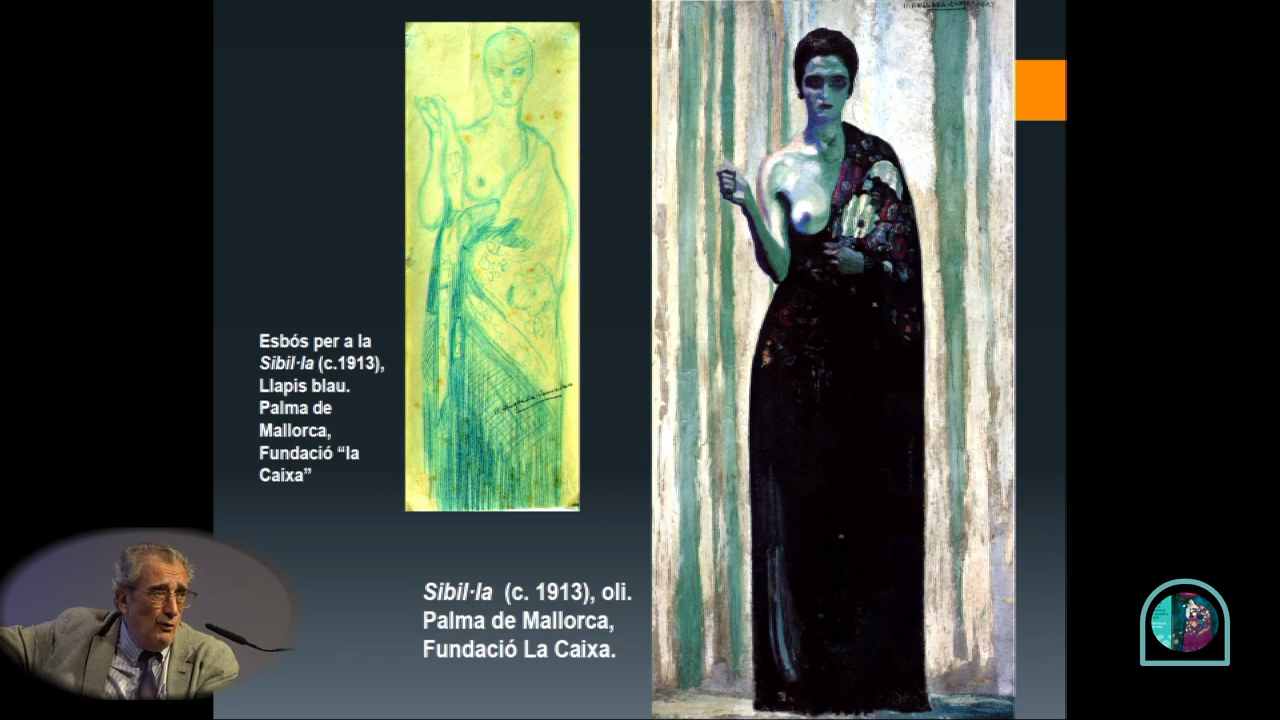 Esbós per a la
Sibil·la (c.1913),
Llapis blau.
Palma de
Mallorca,
Fundació “la
Caixa”
Sibil·la (c. 1913), oli.
Palma de Mallorca,
Fundació La Caixa.